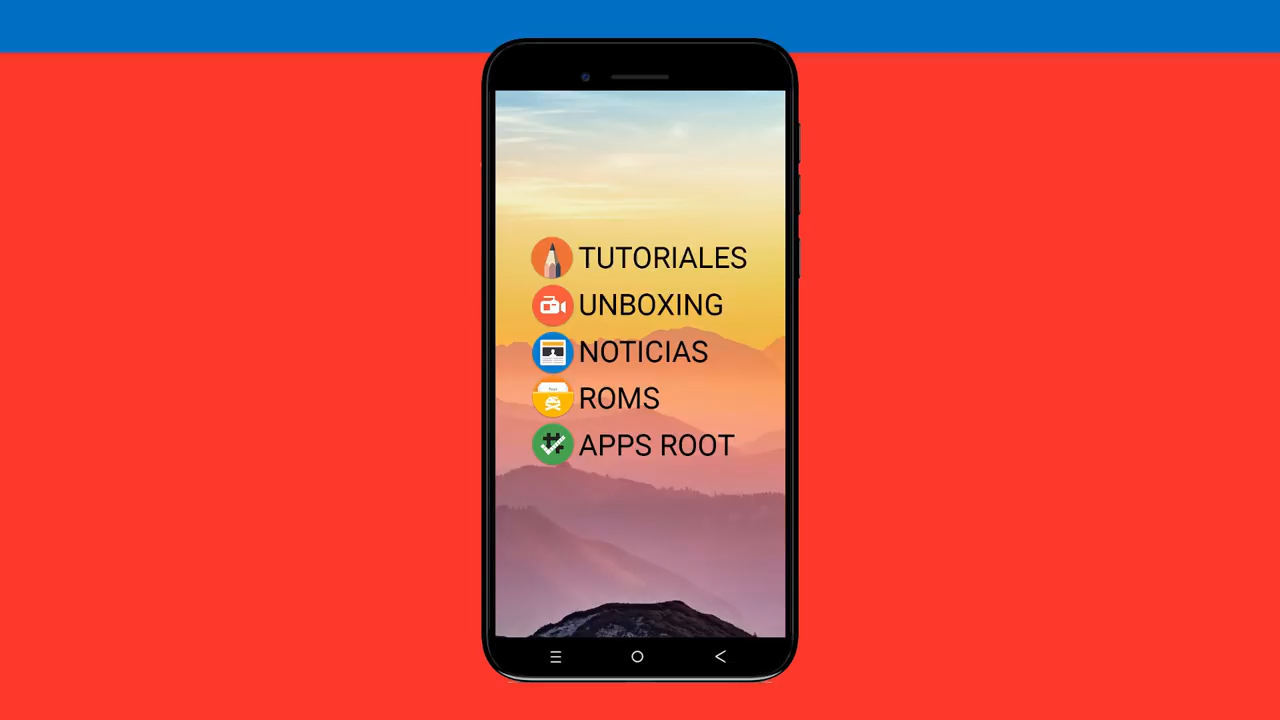 TUTORIALES
UNBOXING
NOTICIAS
ROMS
APPS ROOT